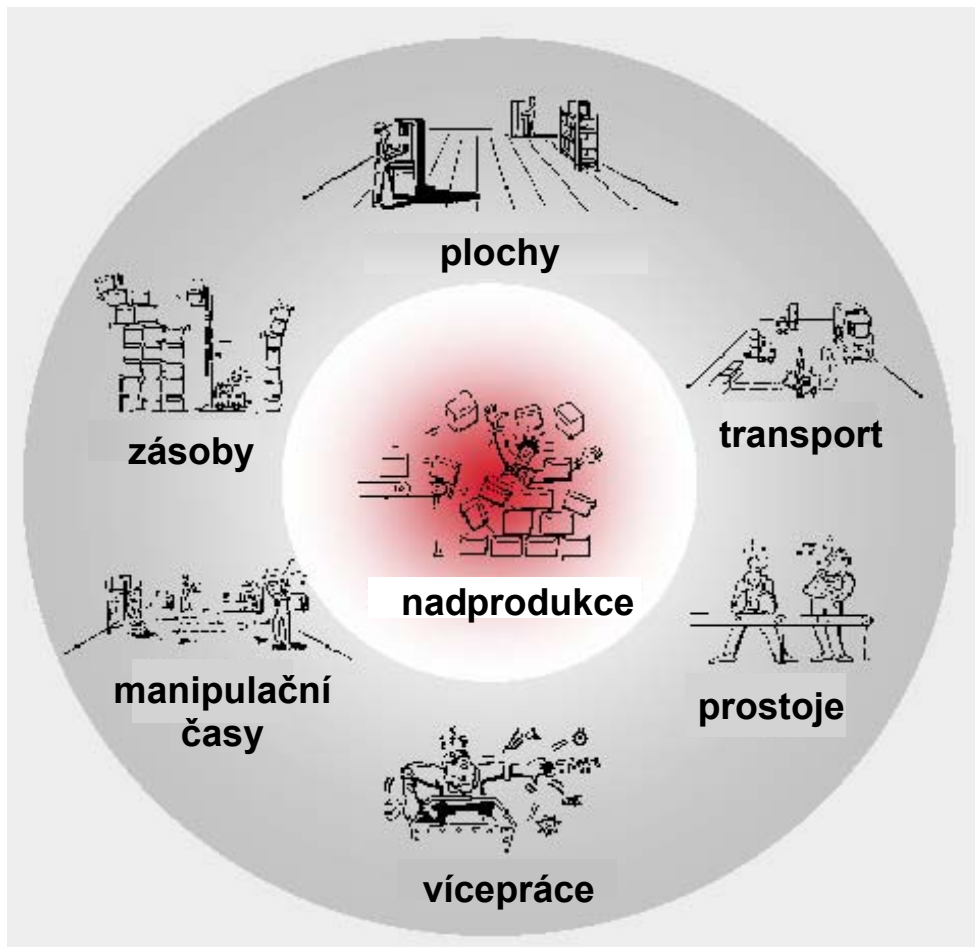 plochy
zásoby
transport
nadprodukce
manipulační
časy
prostoje
vícepráce